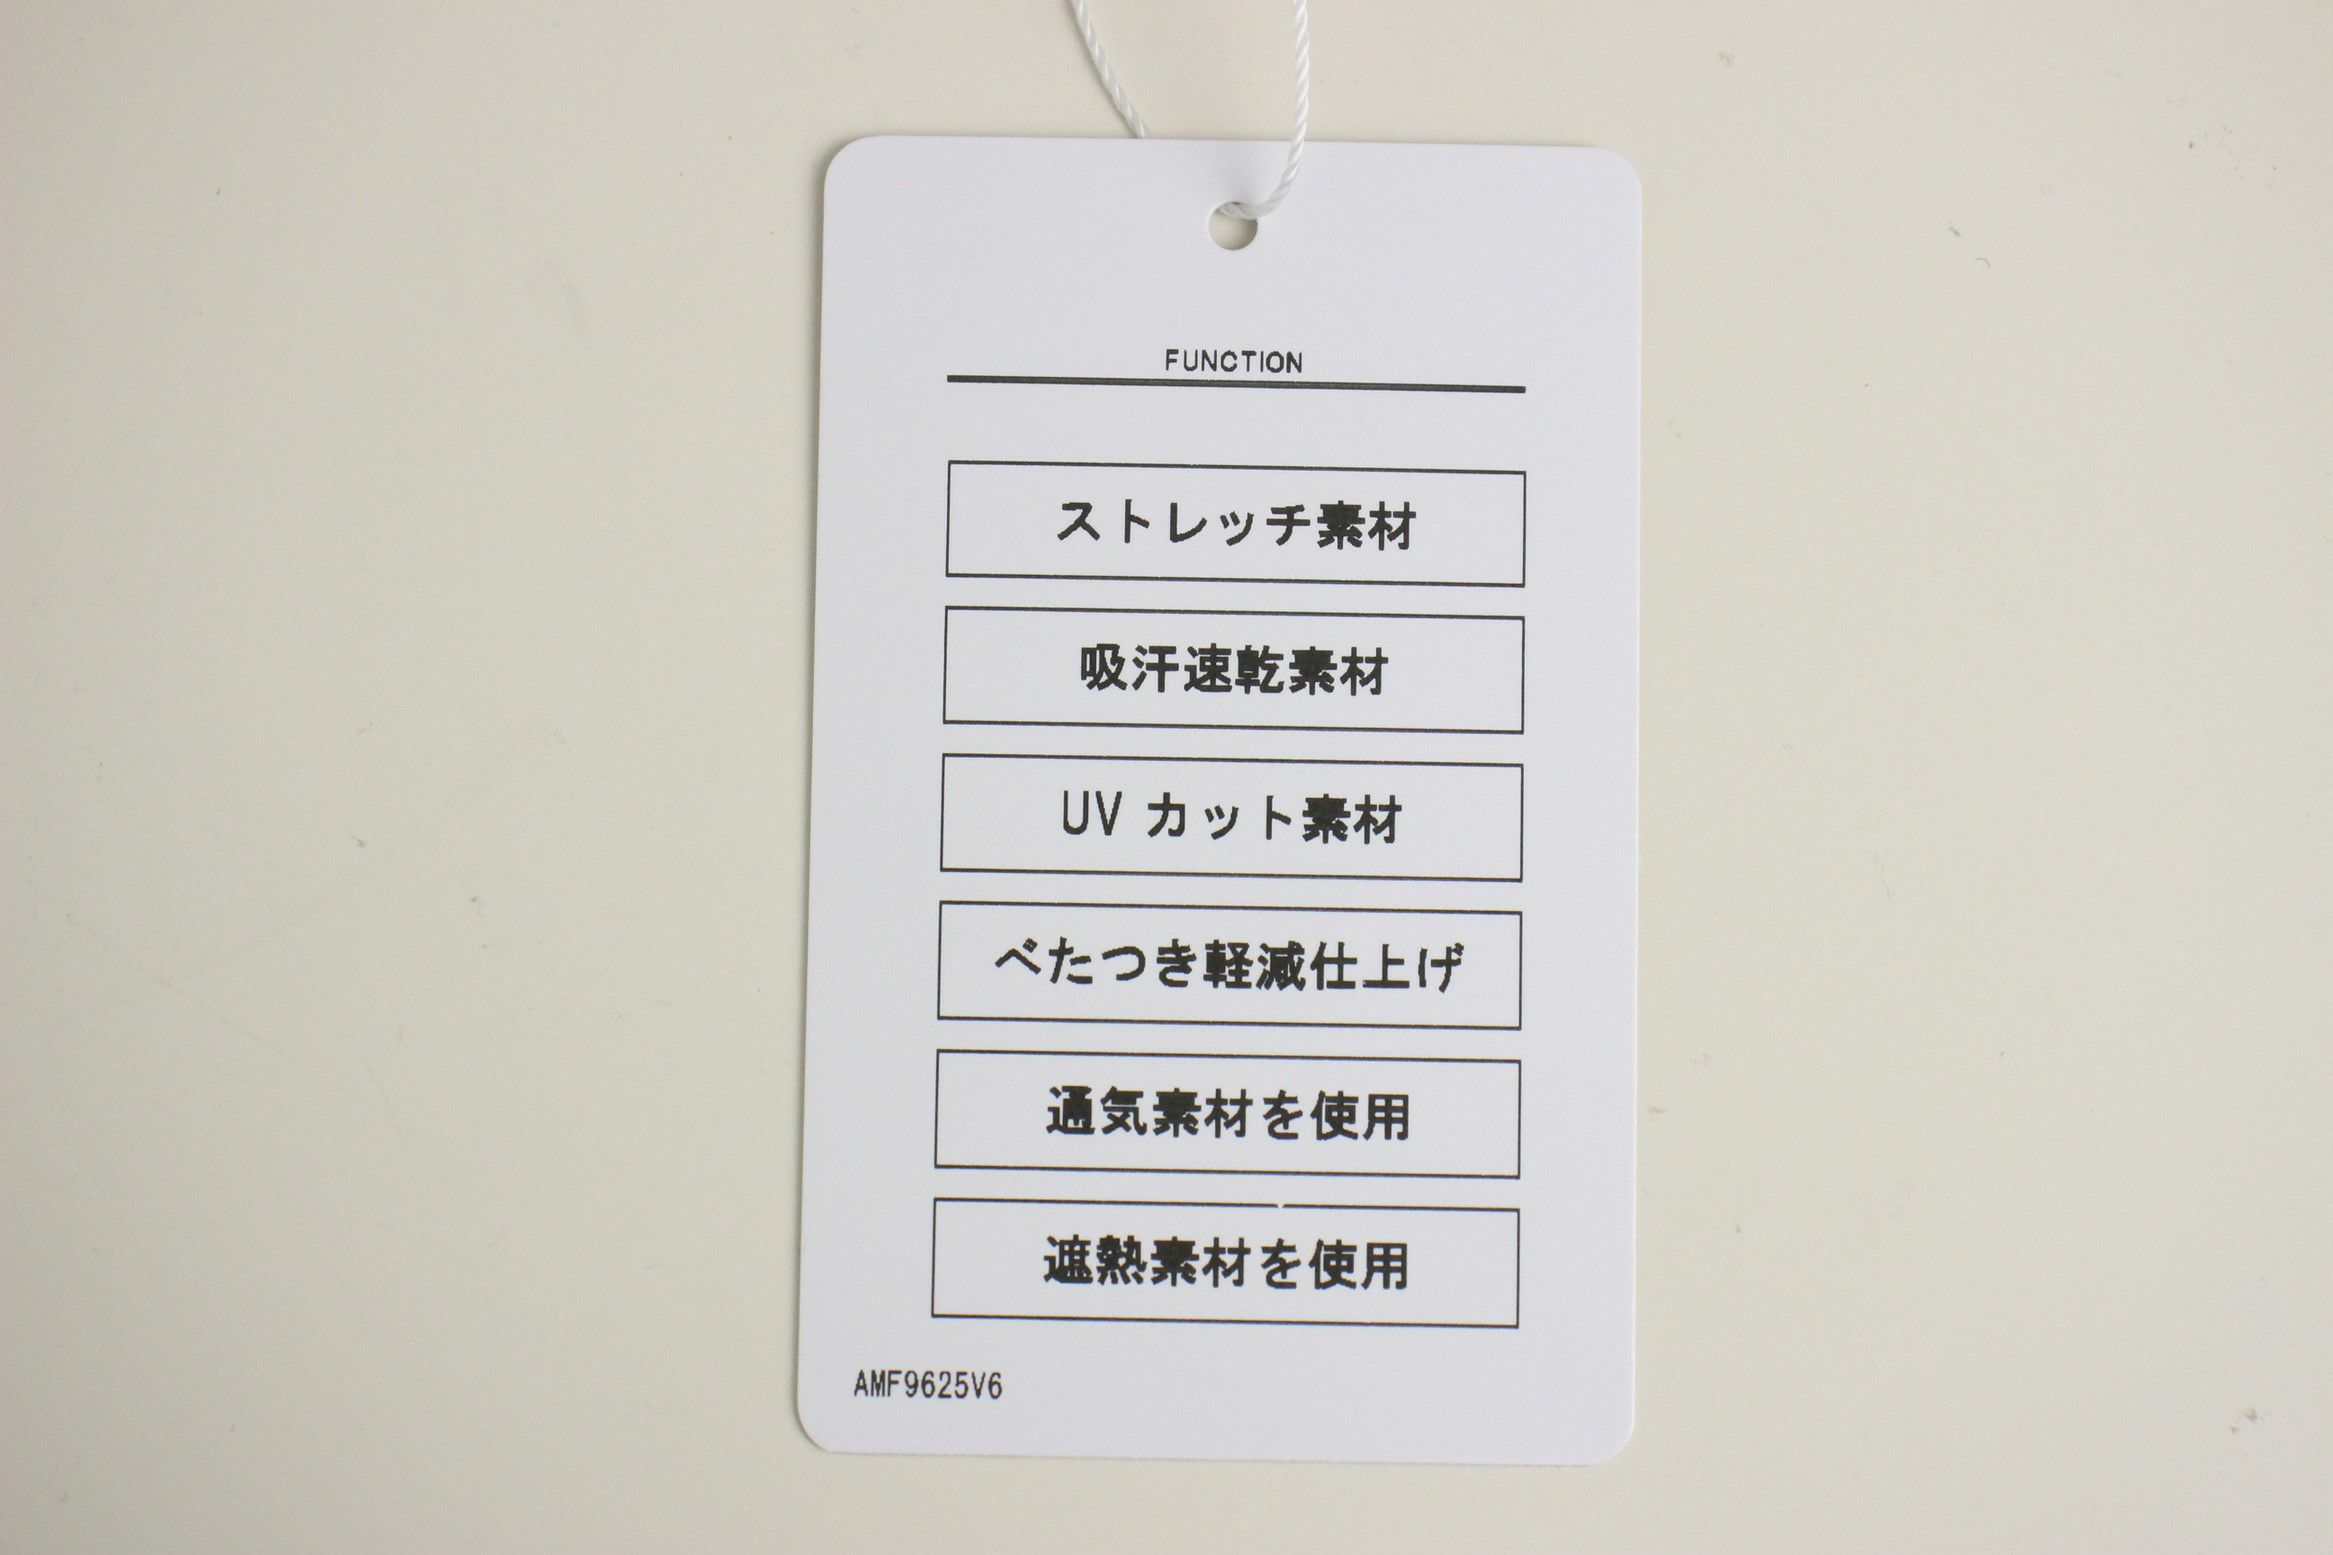 FUNCTION
ストレッチ素材
吸汗速乾素材
UV カット素材
べたつき軽減仕上げ
通気素材を使用
遮熱素材を使用
AMF9625V6